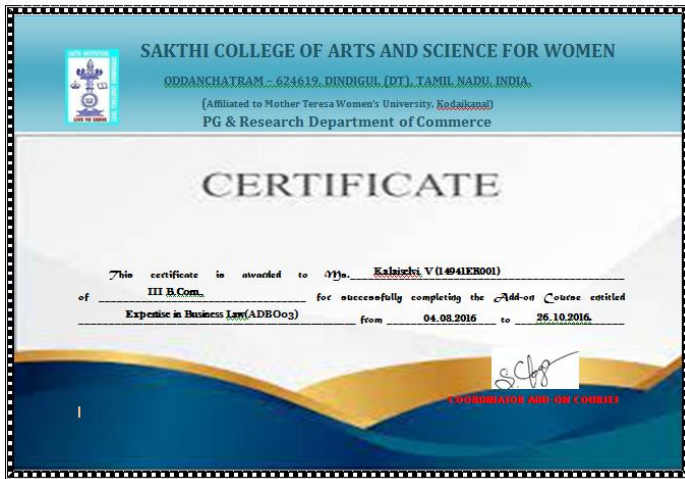 SAKTHI COLLEGE OF ARTS AND SCIENCE FOR WOMEN
ODDANCHATRAM – 624619, DINDIGUL (DT), TAMIL NADU, INDIA.
(Affiliated to Mother Teresa Women's University, Kodaikanal)
PG & Research Department of Commerce
CERTIFICATE
This certificate is awarded to Ms. Kalaiselvi. V (14941ER001)
of III B.Com., for successfully completing the Add-on Course entitled
Expertise in Business Law(ADBO03) from 04.08.2016 to 26.10.2016.
COORDINATOR ADD-ON COURSES
LIVE TO SERVE